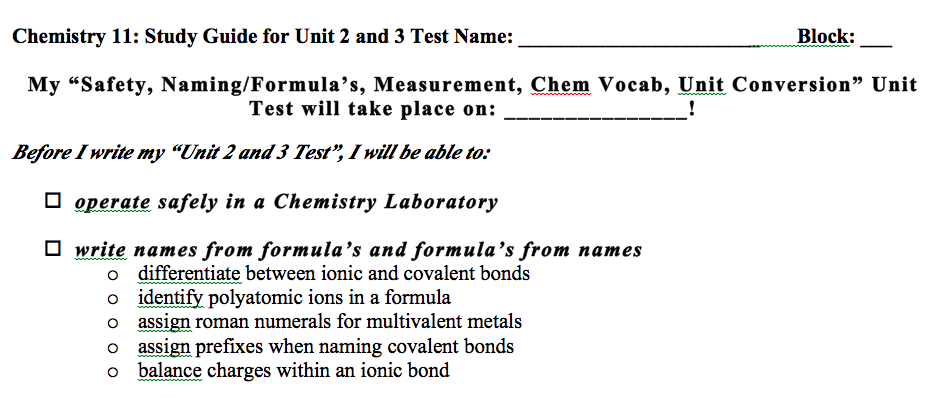 Chemistry 11: Study Guide for Unit 2 and 3 Test Name: ______________________ Block: ___
My “Safety, Naming/Formula’s, Measurement, Chem Vocab, Unit Conversion” Unit
Test will take place on: _______________!
Before I write my “Unit 2 and 3 Test”, I will be able to:
☐ operate safely in a Chemistry Laboratory
☐ write names from formula’s and formula’s from names
o differentiate between ionic and covalent bonds
o identify polyatomic ions in a formula
o assign roman numerals for multivalent metals
o assign prefixes when naming covalent bonds
o balance charges within an ionic bond